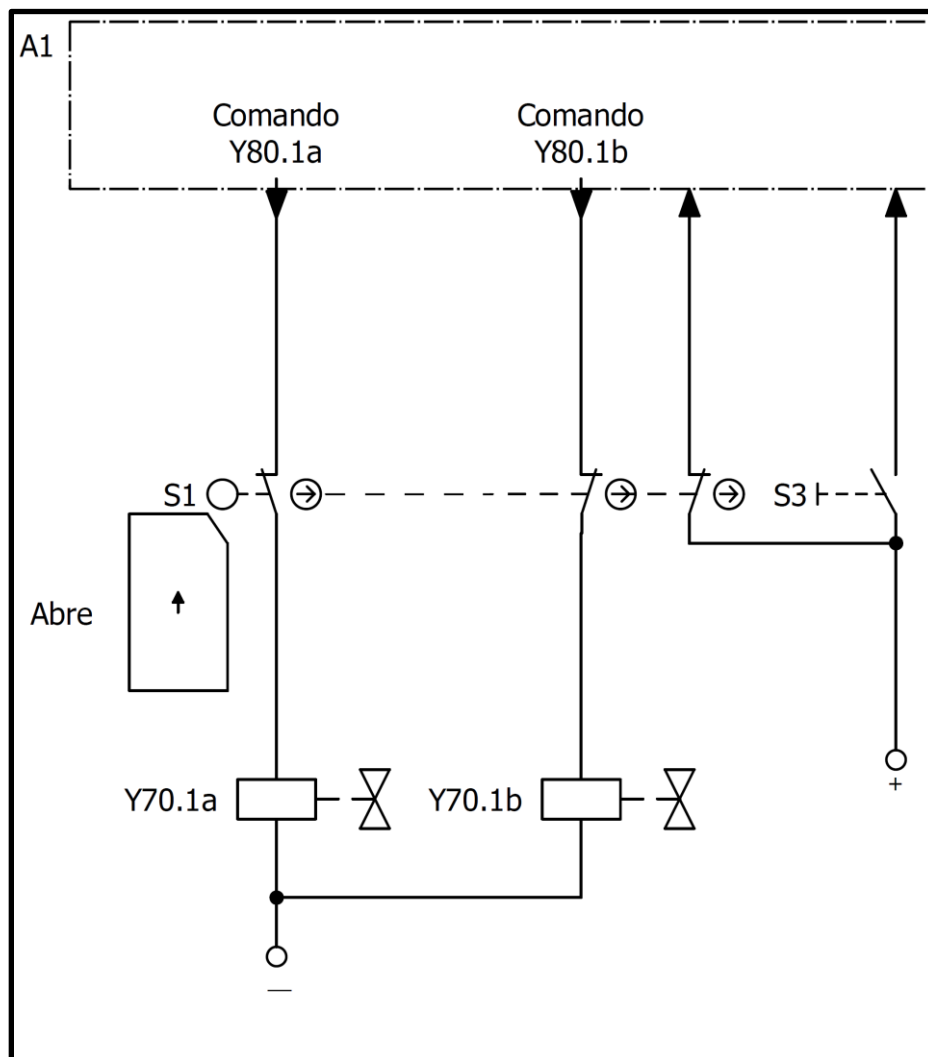 A1
Comando
Y80.1a
Comando
Y80.1b
S1
S3
Abre
Y70.1a
Y70.1b
+
—